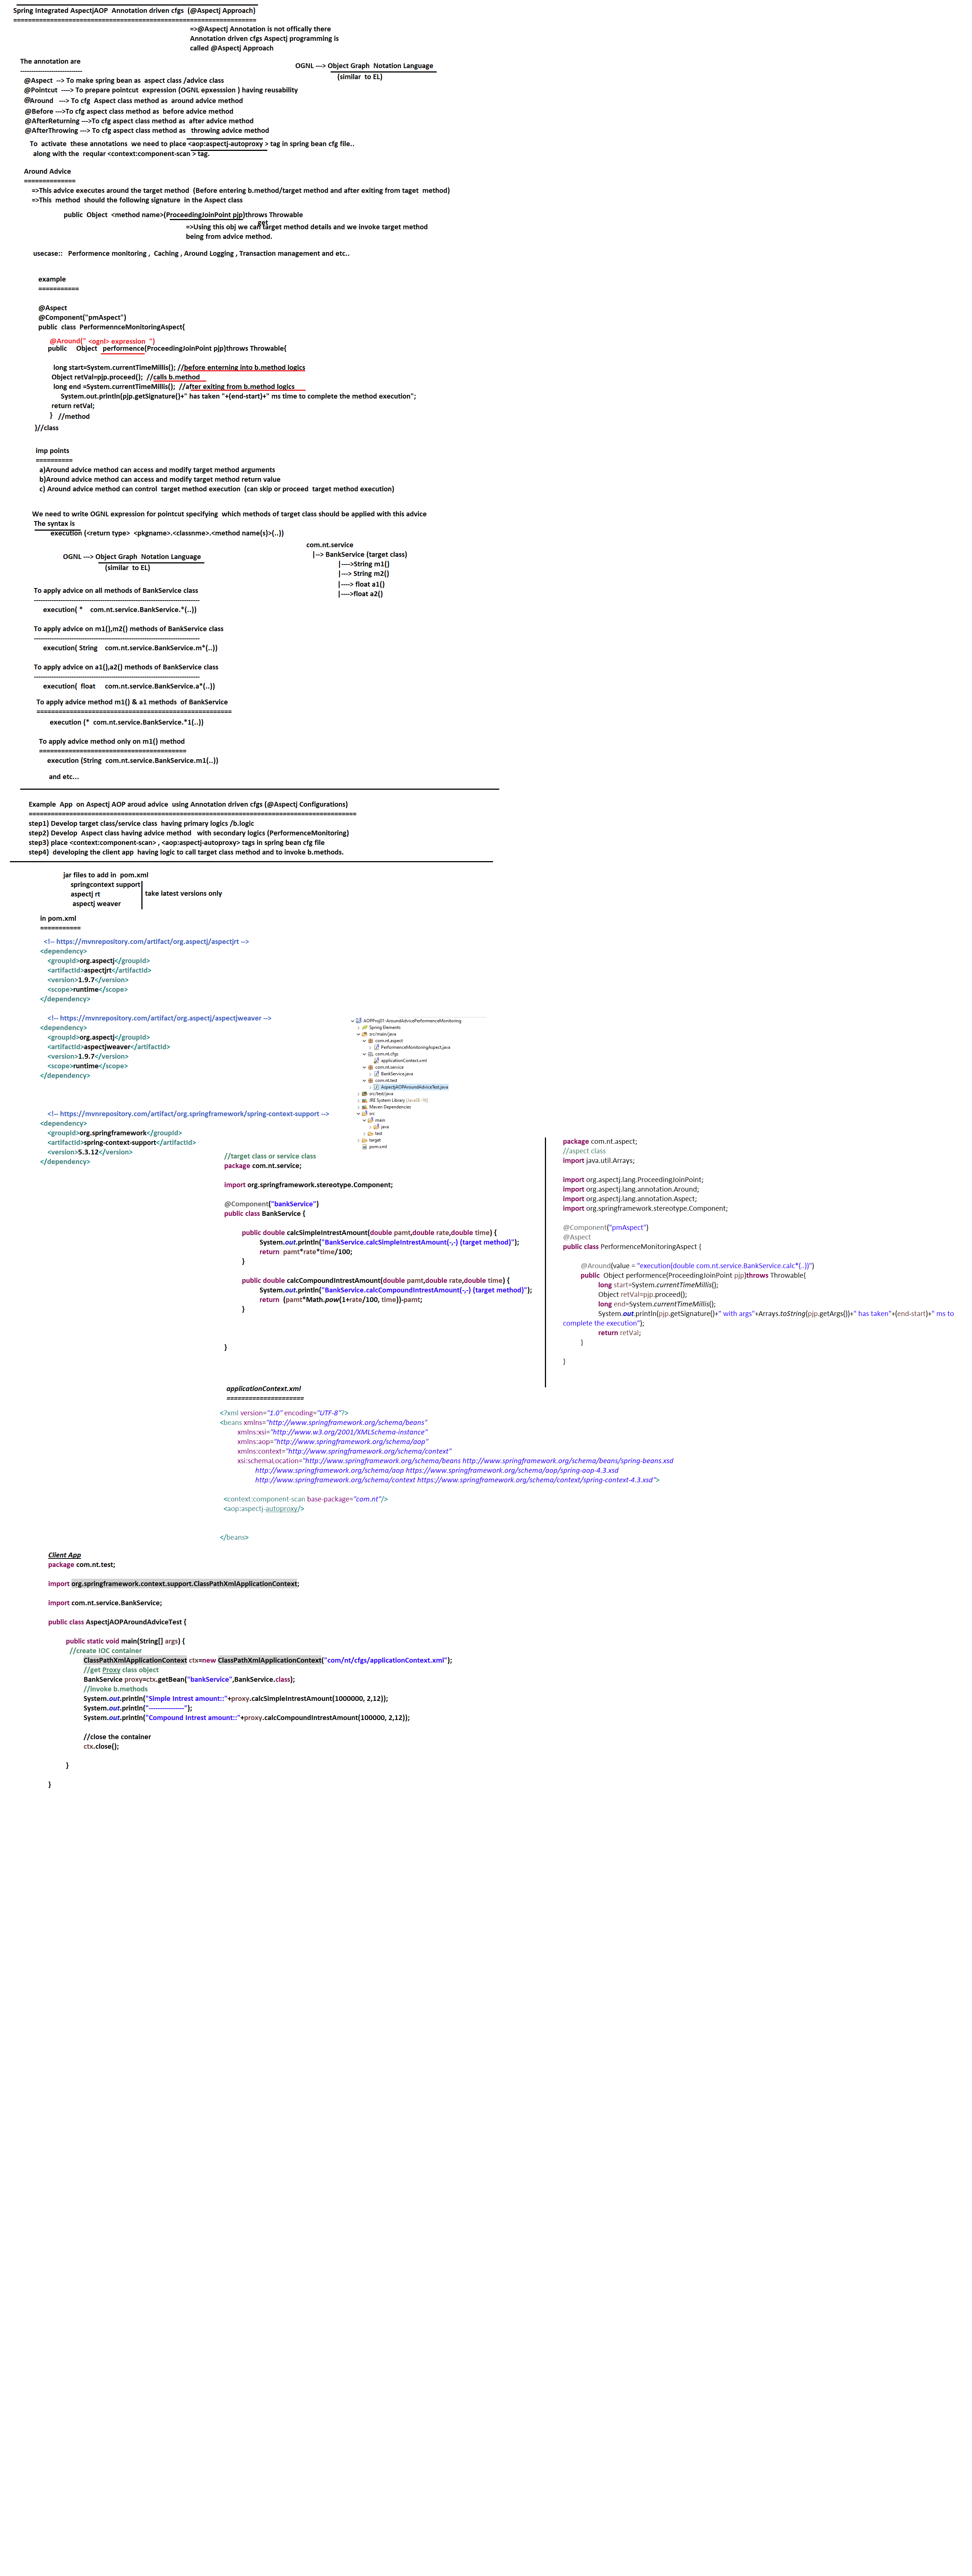 Spring Integrated AspectjAOP  Annotation driven cfgs  (@Aspectj Approach)
==================================================================
=>@Aspectj Annotation is not offically there
Annotation driven cfgs Aspectj programming is
called @Aspectj Approach
The annotation are
----------------------------
OGNL ---> Object Graph  Notation Language
(similar  to EL)
@Aspect  --> To make spring bean as  aspect class /advice class
@Pointcut  ----> To prepare pointcut  expression (OGNL epxesssion ) having reusability
@Around   ---> To cfg  Aspect class method as  around advice method
@Before --->To cfg aspect class method as  before advice method
@AfterReturning --->To cfg aspect class method as  after advice method
@AfterThrowing ---> To cfg aspect class method as   throwing advice method
To  activate  these annotations  we need to place <aop:aspectj-autoproxy > tag in spring bean cfg file..
along with the  reqular <context:component-scan > tag.
Around Advice
==============
=>This advice executes around the target method  (Before entering b.method/target method and after exiting from taget  method)
=>This  method  should the following signature  in the Aspect class
public  Object  <method name>(ProceedingJoinPoint pjp)throws Throwable
get
=>Using this obj we can target method details and we invoke target method
being from advice method.
usecase::   Performence monitoring ,  Caching , Around Logging , Transaction management and etc..
example
===========
@Aspect
@Component("pmAspect")
public  class  PerformennceMonitoringAspect{
@Around(" <ognl> expression  ")
public     Object   performence(ProceedingJoinPoint pjp)throws Throwable{
long start=System.currentTimeMillis(); //before enterning into b.method logics
Object retVal=pjp.proceed();  //calls b.method
long end =System.currentTimeMillis();  //after exiting from b.method logics
System.out.println(pjp.getSignature()+" has taken "+(end-start)+" ms time to complete the method execution";
return retVal;
}   //method
}//class
imp points
==========
a)Around advice method can access and modify target method arguments
b)Around advice method can access and modify target method return value
c) Around advice method can control  target method execution  (can skip or proceed  target method execution)
We need to write OGNL expression for pointcut specifying  which methods of target class should be applied with this advice
The syntax is
execution (<return type>  <pkgname>.<classnme>.<method name(s)>(..))
com.nt.service
|--> BankService (target class)
|---->String m1()
|---> String m2()
|----> float a1()
|---->float a2()
OGNL ---> Object Graph  Notation Language
(similar  to EL)
To apply advice on all methods of BankService class
---------------------------------------------------------------------------
execution( *    com.nt.service.BankService.*(..))
To apply advice on m1(),m2() methods of BankService class
---------------------------------------------------------------------------
execution( String    com.nt.service.BankService.m*(..))
To apply advice on a1(),a2() methods of BankService class
---------------------------------------------------------------------------
execution(  float     com.nt.service.BankService.a*(..))
To apply advice method m1() & a1 methods  of BankService
=====================================================
execution (*  com.nt.service.BankService.*1(..))
To apply advice method only on m1() method
========================================
execution (String  com.nt.service.BankService.m1(..))
and etc...
Example  App  on Aspectj AOP aroud advice  using Annotation driven cfgs (@Aspectj Configurations)
=========================================================================================
step1) Develop target class/service class  having primary logics /b.logic
step2) Develop  Aspect class having advice method   with secondary logics (PerformenceMonitoring)
step3) place <context:component-scan> , <aop:aspectj-autoproxy> tags in spring bean cfg file
step4)  developing the client app  having logic to call target class method and to invoke b.methods.
jar files to add in  pom.xml
springcontext support
aspectj rt
aspectj weaver
take latest versions only
in pom.xml
===========
<!-- https://mvnrepository.com/artifact/org.aspectj/aspectjrt -->
<dependency>
<groupId>org.aspectj</groupId>
<artifactId>aspectjrt</artifactId>
<version>1.9.7</version>
<scope>runtime</scope>
</dependency>
<!-- https://mvnrepository.com/artifact/org.aspectj/aspectjweaver -->
<dependency>
<groupId>org.aspectj</groupId>
<artifactId>aspectjweaver</artifactId>
<version>1.9.7</version>
<scope>runtime</scope>
</dependency>
<!-- https://mvnrepository.com/artifact/org.springframework/spring-context-support -->
<dependency>
<groupId>org.springframework</groupId>
<artifactId>spring-context-support</artifactId>
<version>5.3.12</version>
</dependency>
AOPProj01-AroundAdvicePerformenceMonitoring
Spring Elements
src/main/java
com.nt.aspect
PerformenceMonitoringAspect.java
com.nt.cfgs
applicationContext.xml
com.nt.service
BankService.java
com.nt.test
AspectjAOPAroundAdviceTest.java
src/test/java
JRE System Library [JavaSE-16]
Maven Dependencies
src
main
java
test
target
pom.xml
//target class or service class
package com.nt.service;
import org.springframework.stereotype.Component;
@Component("bankService")
public class BankService {
public double calcSimpleIntrestAmount(double pamt,double rate,double time) {
System.out.println("BankService.calcSimpleIntrestAmount(-,-) (target method)");
return  pamt*rate*time/100;
}
public double calcCompoundIntrestAmount(double pamt,double rate,double time) {
System.out.println("BankService.calcCompoundIntrestAmount(-,-) (target method)");
return  (pamt*Math.pow(1+rate/100, time))-pamt;
}
}
package com.nt.aspect;
//aspect class
import java.util.Arrays;
import org.aspectj.lang.ProceedingJoinPoint;
import org.aspectj.lang.annotation.Around;
import org.aspectj.lang.annotation.Aspect;
import org.springframework.stereotype.Component;
@Component("pmAspect")
@Aspect
public class PerformenceMonitoringAspect {
@Around(value = "execution(double com.nt.service.BankService.calc*(..))")
public  Object performence(ProceedingJoinPoint pjp)throws Throwable{
long start=System.currentTimeMillis();
Object retVal=pjp.proceed();
long end=System.currentTimeMillis();
System.out.println(pjp.getSignature()+" with args"+Arrays.toString(pjp.getArgs())+" has taken"+(end-start)+" ms to
complete the execution");
return retVal;
}
}
applicationContext.xml
=====================
<?xml version="1.0" encoding="UTF-8"?>
<beans xmlns="http://www.springframework.org/schema/beans"
xmlns:xsi="http://www.w3.org/2001/XMLSchema-instance"
xmlns:aop="http://www.springframework.org/schema/aop"
xmlns:context="http://www.springframework.org/schema/context"
xsi:schemaLocation="http://www.springframework.org/schema/beans http://www.springframework.org/schema/beans/spring-beans.xsd
http://www.springframework.org/schema/aop https://www.springframework.org/schema/aop/spring-aop-4.3.xsd
http://www.springframework.org/schema/context https://www.springframework.org/schema/context/spring-context-4.3.xsd">
<context:component-scan base-package="com.nt"/>
<aop:aspectj-autoproxy/>
</beans>
Client App
package com.nt.test;
import org.springframework.context.support.ClassPathXmlApplicationContext;
import com.nt.service.BankService;
public class AspectjAOPAroundAdviceTest {
public static void main(String[] args) {
//create IOC container
ClassPathXmlApplicationContext ctx=new ClassPathXmlApplicationContext("com/nt/cfgs/applicationContext.xml");
//get Proxy class object
BankService proxy=ctx.getBean("bankService",BankService.class);
//invoke b.methods
System.out.println("Simple Intrest amount::"+proxy.calcSimpleIntrestAmount(1000000, 2,12));
System.out.println("----------------");
System.out.println("Compound Intrest amount::"+proxy.calcCompoundIntrestAmount(100000, 2,12));
//close the container
ctx.close();
}
}